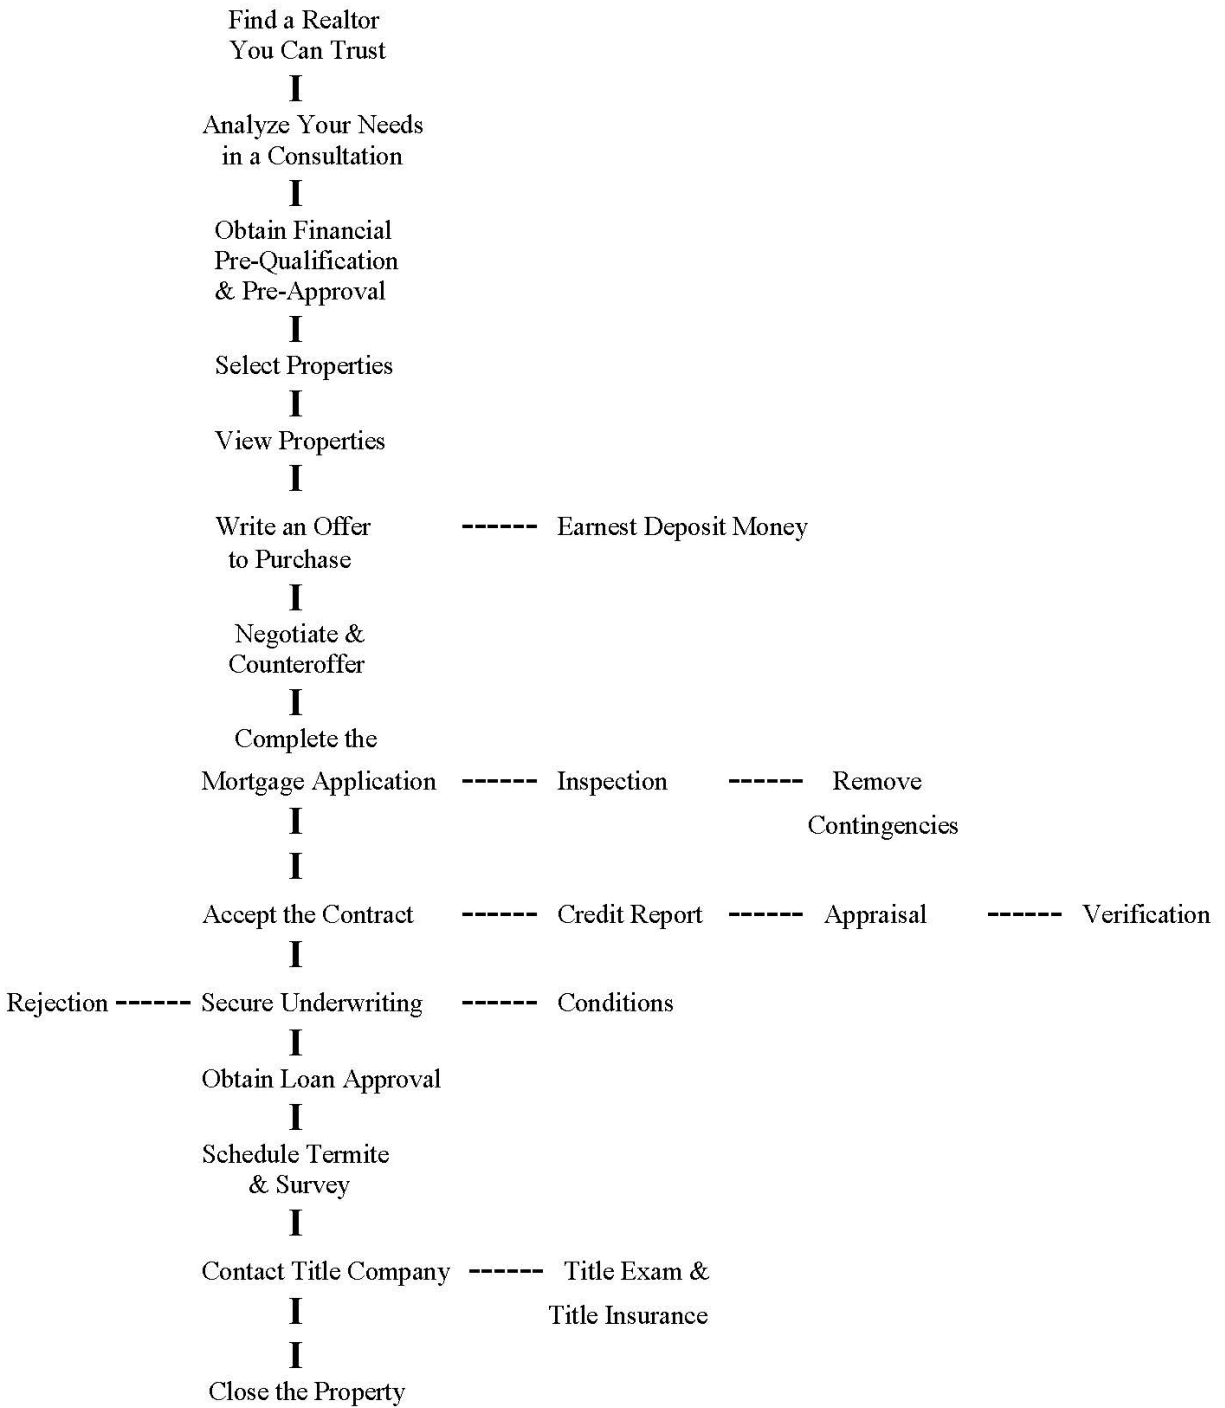 Find a Realtor
You Can Trust
I
Analyze Your Needs
in a Consultation
I
Obtain Financial
Pre-Qualification
& Pre-Approval
I
Select Properties
I
View Properties
I
Write an Offer ------ Earnest Deposit Money
to Purchase
I
Negotiate &
Counteroffer
I
Complete the
Mortgage Application ------ Inspection ------ Remove
I Contingencies
I
Accept the Contract ------ Credit Report ------ Appraisal ------ Verification
I
Rejection ------ Secure Underwriting ------ Conditions
I
Obtain Loan Approval
I
Schedule Termite
& Survey
I
Contact Title Company ------ Title Exam &
I Title Insurance
I
Close the Property